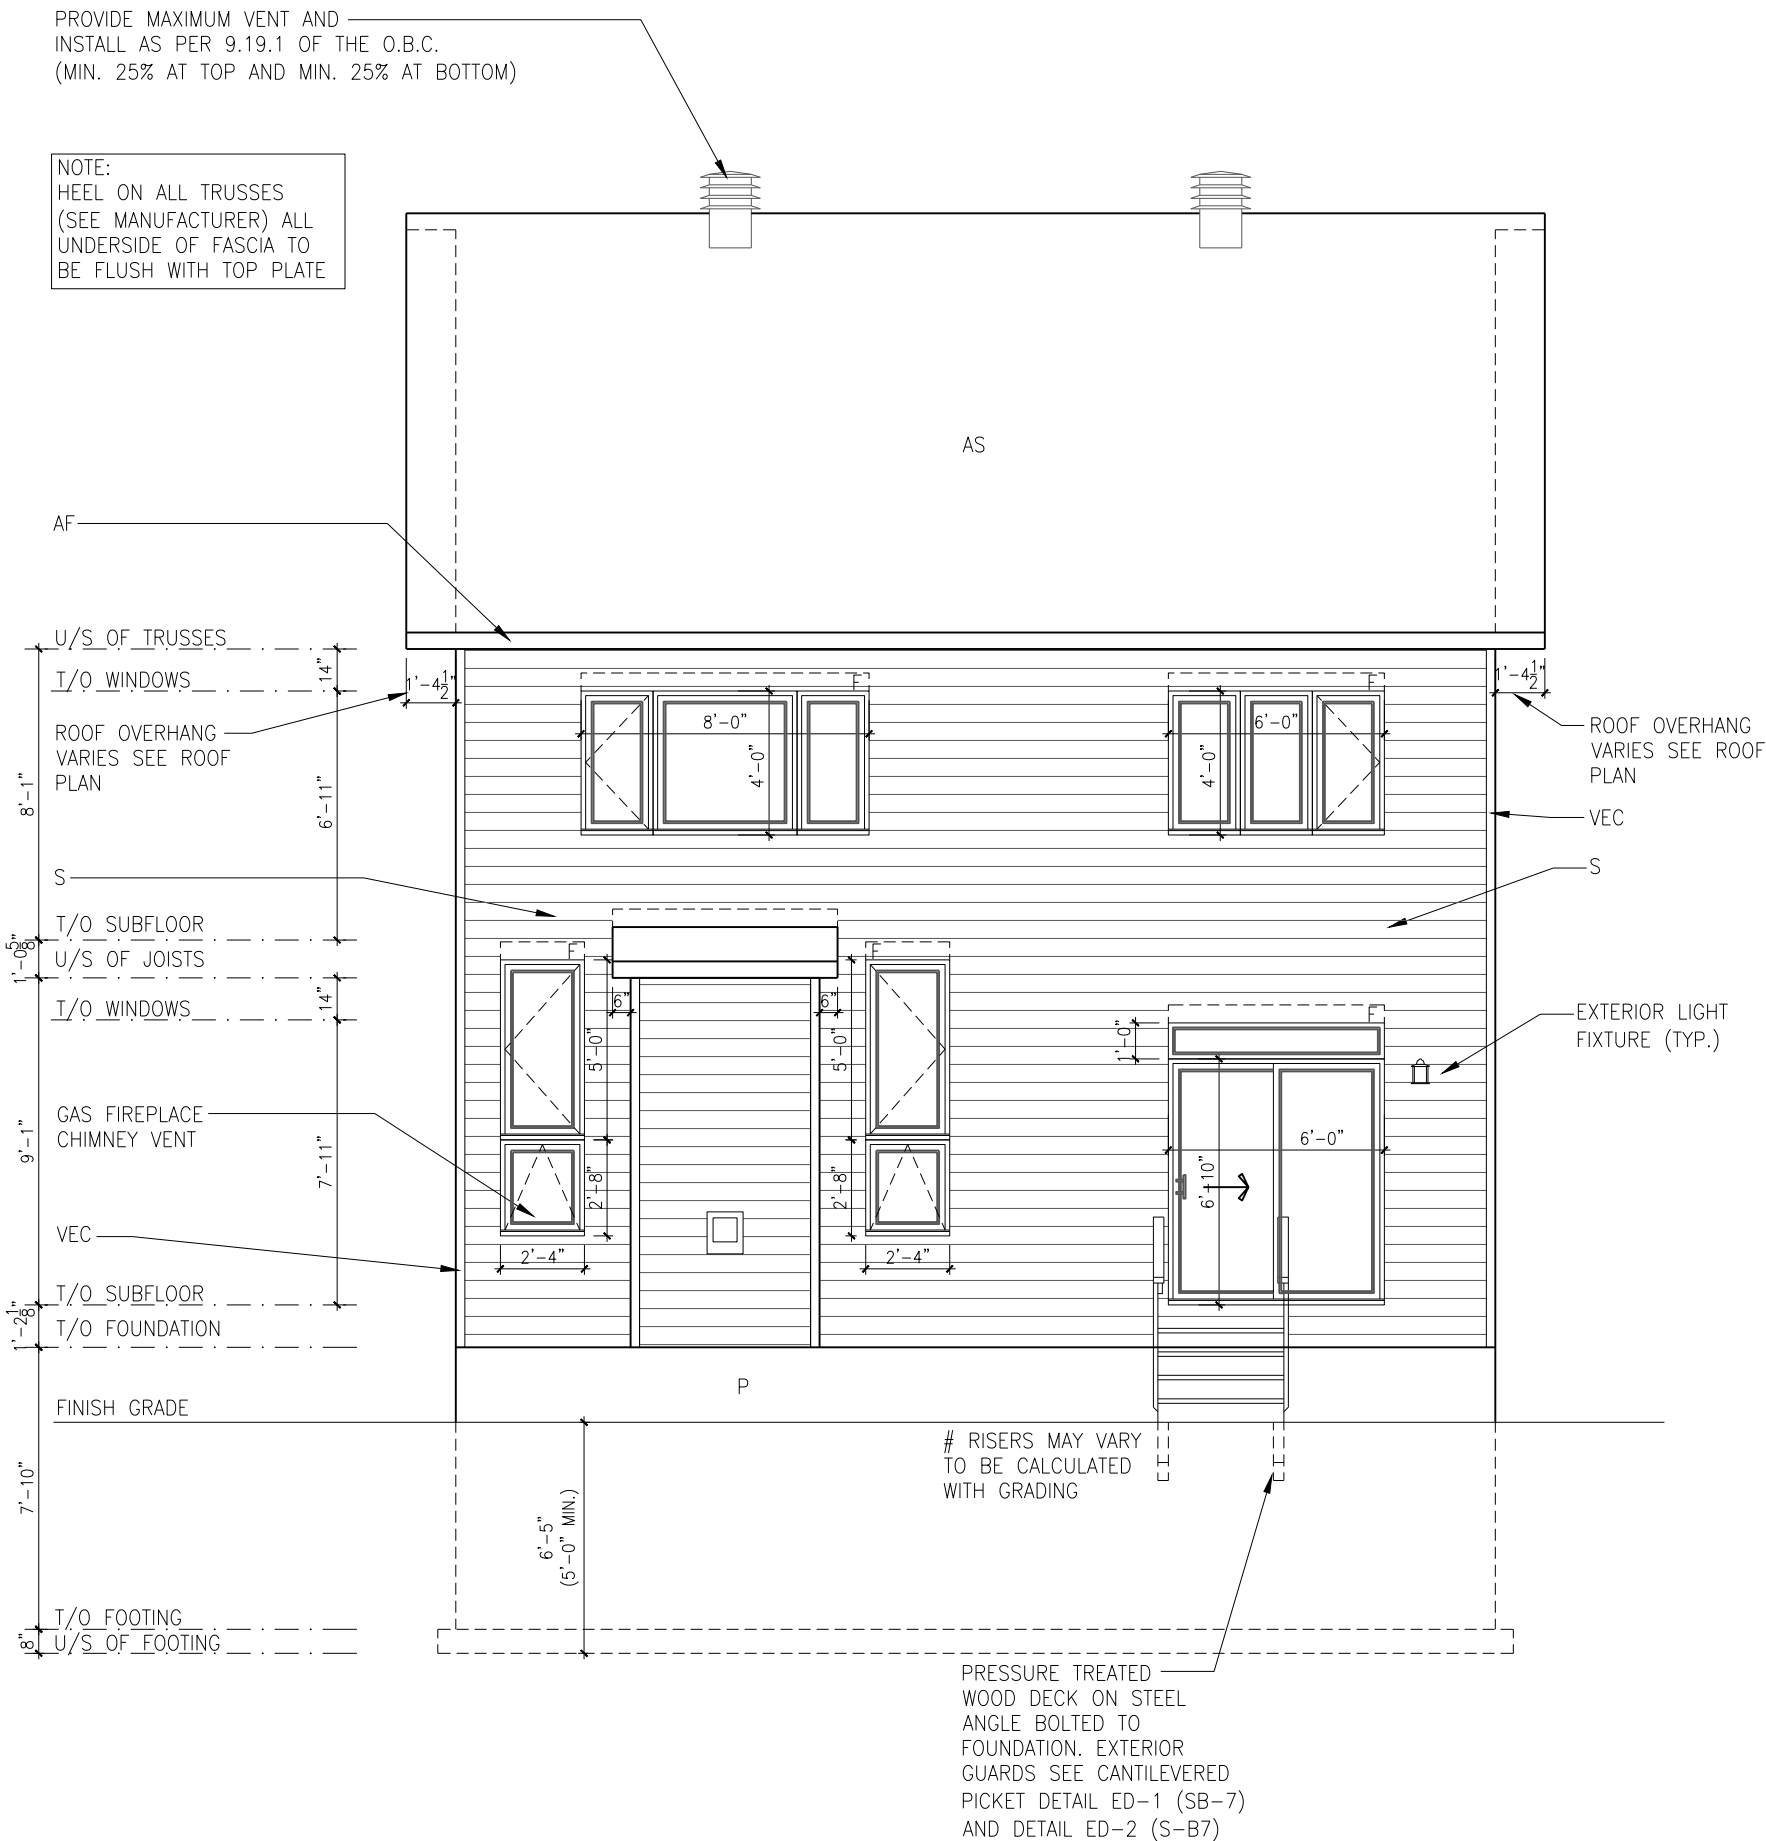 PROVIDE MAXIMUM VENT AND
INSTALL AS PER 9.19.1 OF THE O.B.C.
(MIN. 25% AT TOP AND MIN. 25% AT BOTTOM)
NOTE:
HEEL ON ALL TRUSSES
(SEE MANUFACTURER) ALL
UNDERSIDE OF FASCIA TO
BE FLUSH WITH TOP PLATE
AS
AF
U/S OF TRUSSES
14"
T/O WINDOWS
1'-4 1/2"
1'-4 1/2"
F
F
8'-0"
6'-0"
4'-0"
4'-0"
ROOF OVERHANG
VARIES SEE ROOF
PLAN
ROOF OVERHANG
VARIES SEE ROOF
PLAN
8'-1"
6'-11"
VEC
S
S
T/O SUBFLOOR
1'-0 5/8"
U/S OF JOISTS
F
F
14"
T/O WINDOWS
6"
6"
F
1'-0"
EXTERIOR LIGHT
FIXTURE (TYP.)
5'-0"
5'-0"
GAS FIREPLACE
CHIMNEY VENT
9'-1"
7'-11"
6'-0"
6'-10"
2'-8"
2'-8"
VEC
2'-4"
2'-4"
T/O SUBFLOOR
1'-2 1/8"
T/O FOUNDATION
P
FINISH GRADE
# RISERS MAY VARY
TO BE CALCULATED
WITH GRADING
7'-10"
6'-5"
(5'-0" MIN.)
T/O FOOTING
8"
U/S OF FOOTING
PRESSURE TREATED
WOOD DECK ON STEEL
ANGLE BOLTED TO
FOUNDATION. EXTERIOR
GUARDS SEE CANTILEVERED
PICKET DETAIL ED-1 (SB-7)
AND DETAIL ED-2 (S-B7)